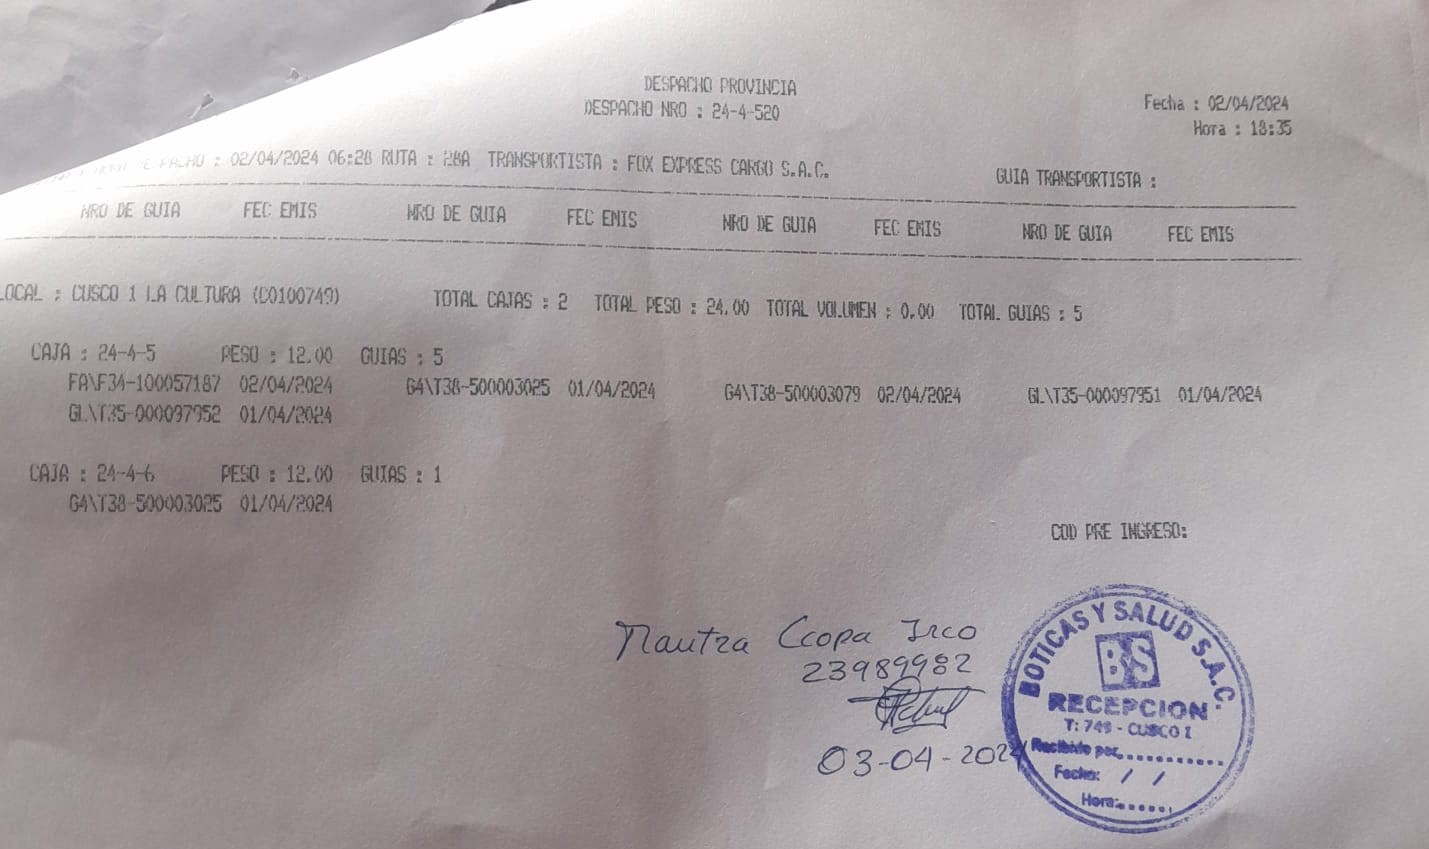 DESPACHO PROVINCIA
DESPACHO NRO : 24-4-520
Fecha : 02/04/2024
Hora : 18:35
DESPACHO : 02/04/2024 06:28 RUTA : 28A TRANSPORTISTA : FOX EXPRESS CARGO S.A.C. GUIA TRANSPORTISTA :
NRO DE GUIA FEC EMIS NRO DE GUIA FEC EMIS NRO DE GUIA FEC EMIS NRO DE GUIA FEC EMIS
LOCAL : CUSCO 1 LA CULTURA (C0100749) TOTAL CAJAS : 2 TOTAL PESO : 24.00 TOTAL VOLUMEN : 0.00 TOTAL GUIAS : 5
CAJA : 24-4-5 PESO : 12.00 GUIAS : 5
FA\F34-100057187 02/04/2024 G4\T38-500003025 01/04/2024 G4\T38-500003079 02/04/2024 GL\T35-000097951 01/04/2024
GL\T35-000097952 01/04/2024
CAJA : 24-4-6 PESO : 12.00 GUIAS : 1
G4\T38-500003025 01/04/2024
COD PRE INGRESO:
Ccopa
23989982
03-04-2024
BOTICAS Y SALUD S.A.C.
BS
RECEPCION
T: 749 - CUSCO I
Recibido por:............
Fecha: / /
Hora:......